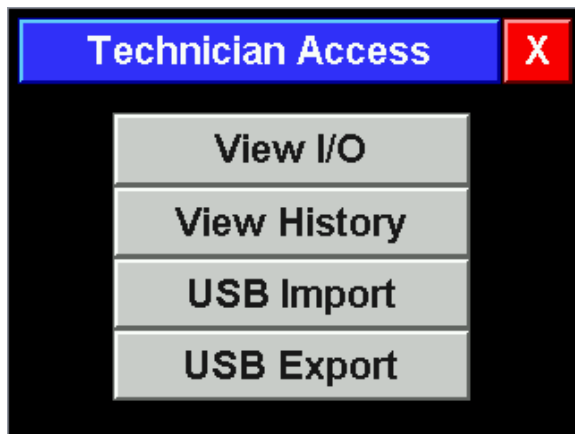 Technician Access X
View I/O
View History
USB Import
USB Export